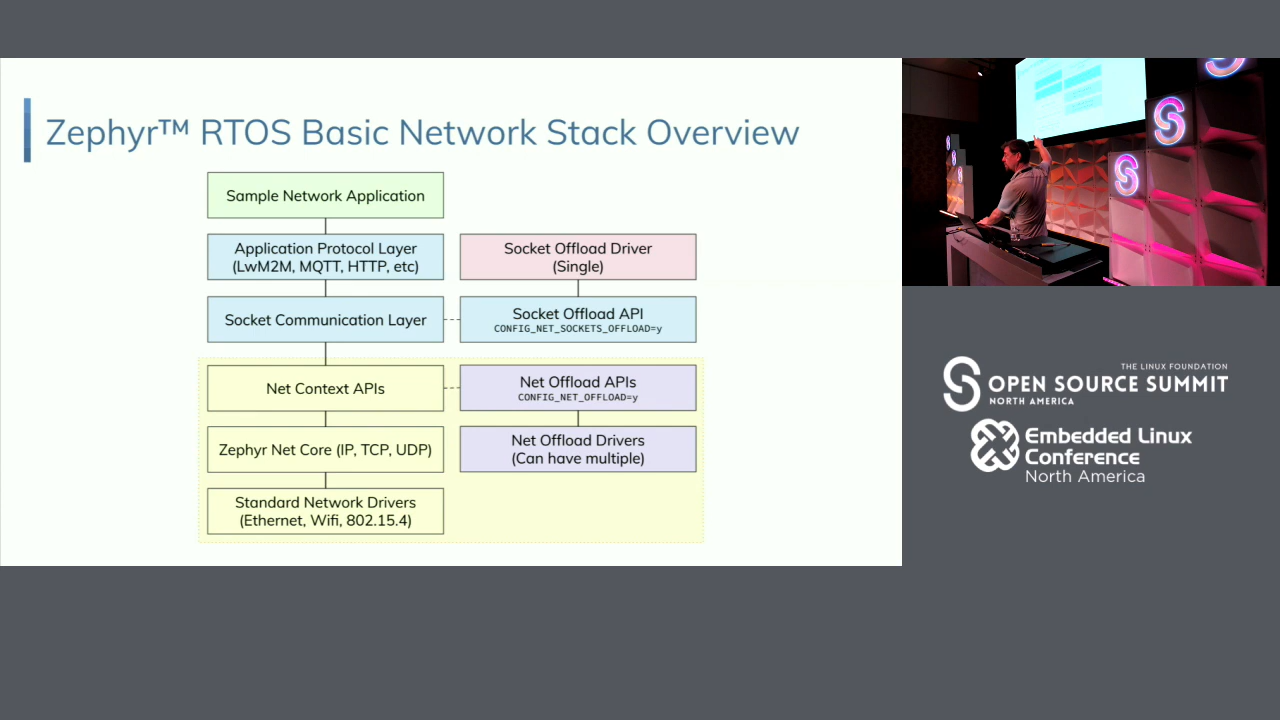 Zephyr™ RTOS Basic Network Stack Overview
Sample Network Application
Application Protocol Layer
(LwM2M, MQTT, HTTP, etc)
Socket Offload Driver
(Single)
Socket Communication Layer
Socket Offload API
CONFIG_NET_SOCKETS_OFFLOAD=y
Net Context APIs
Net Offload APIs
CONFIG_NET_OFFLOAD=y
Zephyr Net Core (IP, TCP, UDP)
Net Offload Drivers
(Can have multiple)
Standard Network Drivers
(Ethernet, Wifi, 802.15.4)
THE LINUX FOUNDATION
OPEN SOURCE SUMMIT
NORTH AMERICA
Embedded Linux
Conference
North America